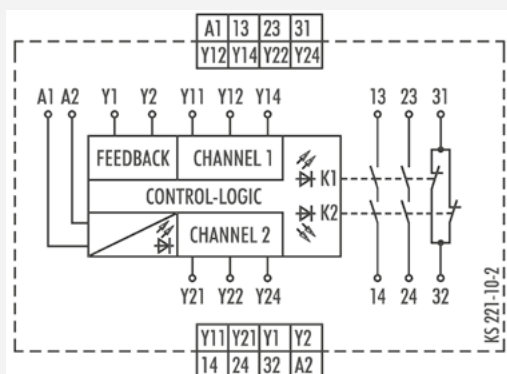 A1 13 23 31
Y12 Y14 Y22 Y24
A1 A2 Y1 Y2 Y11 Y12 Y14 13 23 31
FEEDBACK CHANNEL 1
K1
CONTROL-LOGIC
K2
CHANNEL 2
Y21 Y22 Y24 14 24 32
KS 221-10-2
Y11 Y21 Y1 Y2
14 24 32 A2